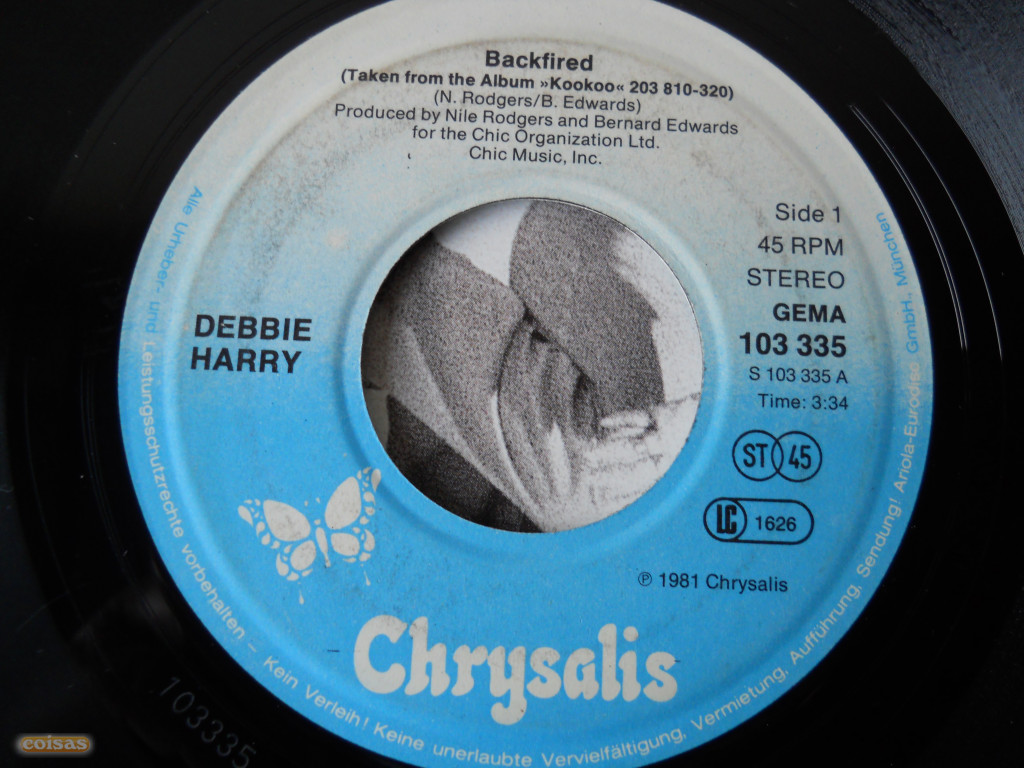 Backfired
(Taken from the Album »Kookoo« 203 810-320)
(N. Rodgers/B. Edwards)
Produced by Nile Rodgers and Bernard Edwards
for the Chic Organization Ltd.
Chic Music, Inc.
Side 1
45 RPM
STEREO
GEMA
103 335
S 103 335 A
Time: 3:34
DEBBIE
HARRY
ST 45
LC 1626
℗ 1981 Chrysalis
Chrysalis
Alle Urheber- und Leistungsschutzrechte vorbehalten – Kein Verleih! Keine unerlaubte Vervielfältigung, Vermietung, Aufführung, Sendung! Ariola-Eurodisc GmbH., München
103335
coisas